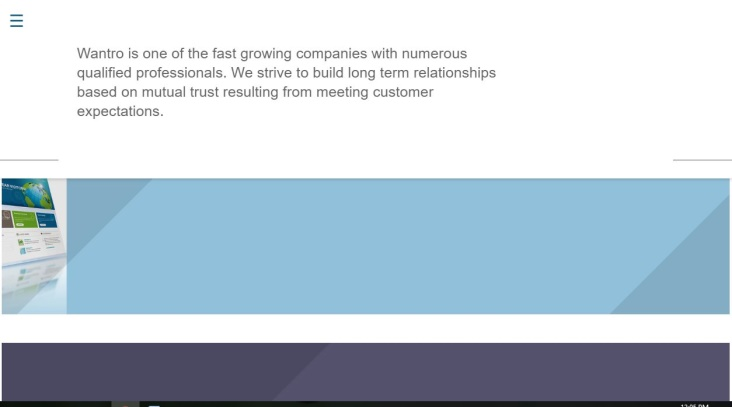 Wantro is one of the fast growing companies with numerous
qualified professionals. We strive to build long term relationships
based on mutual trust resulting from meeting customer
expectations.